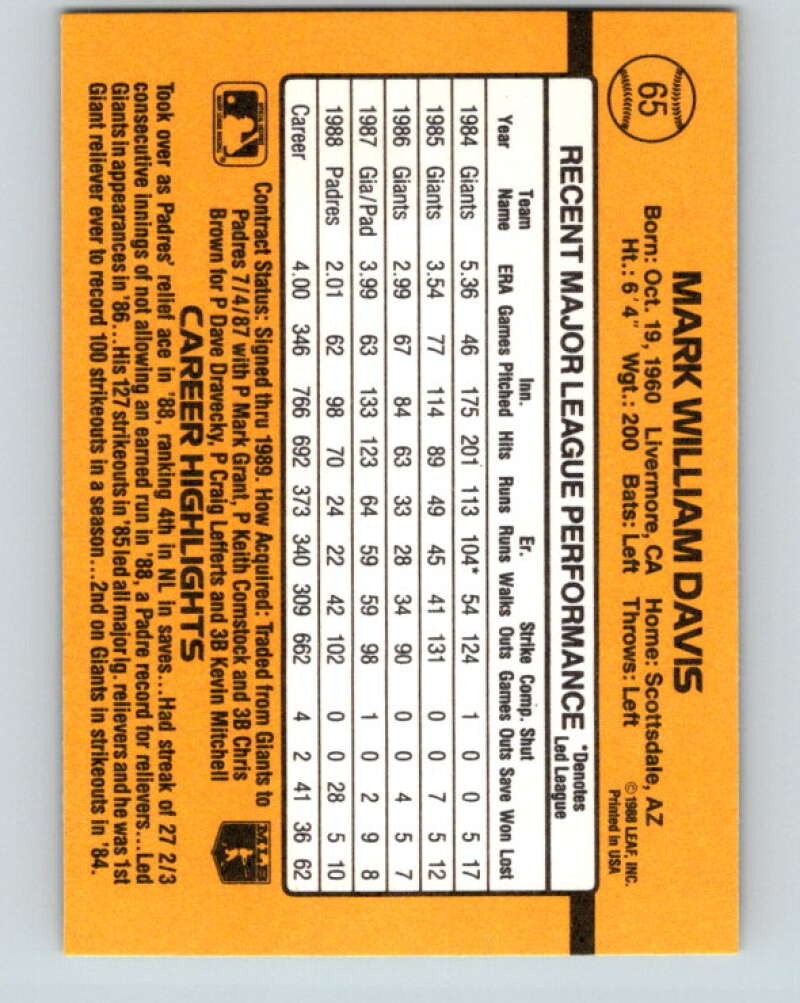 65
MARK WILLIAM DAVIS
Born: Oct. 19, 1960 Livermore, CA Home: Scottsdale, AZ
Ht.: 6'4" Wgt.: 200 Bats: Left Throws: Left
© 1988 LEAF, INC.
Printed in USA
RECENT MAJOR LEAGUE PERFORMANCE *Denotes
Led League
Team Inn. Er. Strike Comp. Shut
Year Name ERA Games Pitched Hits Runs Runs Walks Outs Games Outs Save Won Lost
1984 Giants 5.36 46 175 201 113 104* 54 124 1 0 0 5 17
1985 Giants 3.54 77 114 89 49 45 41 131 0 0 7 5 12
1986 Giants 2.99 67 84 63 33 28 34 90 0 0 4 5 7
1987 Gia/Pad 3.99 63 133 123 64 59 59 98 1 0 2 9 8
1988 Padres 2.01 62 98 70 24 22 42 102 0 0 28 5 10
Career 4.00 346 766 692 373 340 309 662 4 2 41 36 62
Contract Status: Signed thru 1989. How Acquired: Traded from Giants to
Padres 7/4/87 with P Mark Grant, P Keith Comstock and 3B Chris
Brown for P Dave Dravecky, P Craig Lefferts and 3B Kevin Mitchell
MLB
CAREER HIGHLIGHTS
Took over as Padres' relief ace in '88, ranking 4th in NL in saves...Had streak of 27 2/3
consecutive innings of not allowing an earned run in '88, a Padre record for relievers...Led
Giants in appearances in '86...His 127 strikeouts in '85 led all major lg. relievers and he was 1st
Giant reliever ever to record 100 strikeouts in a season...2nd on Giants in strikeouts in '84.